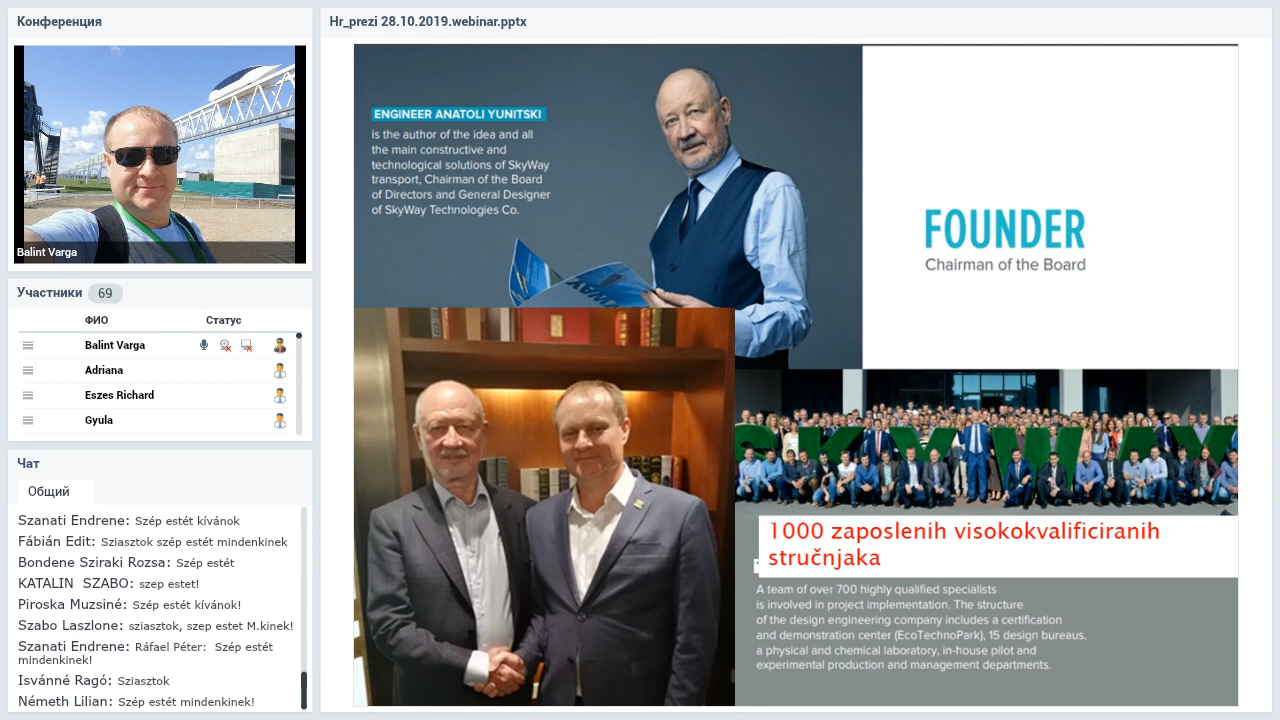 Конференция
Balint Varga
Участники 69
ФИО Статус
Balint Varga
Adriana
Eszes Richard
Gyula
Чат
Общий
Szanati Endrene: Szép estét kívánok
Fábián Edit: Sziasztok szép estét mindenkinek
Bondene Sziraki Rozsa: Szép estét
KATALIN SZABO: szep estet!
Piroska Muzsiné: Szép estét kívánok!
Szabo Laszlone: sziasztok, szep estet M.kinek!
Szanati Endrene: Ráfael Péter: Szép estét
mindenkinek!
Isvánné Ragó: Sziasztok
Németh Lilian: Szép estét mindenkinek!
Hr_prezi 28.10.2019.webinar.pptx
ENGINEER ANATOLI YUNITSKI
is the author of the idea and all
the main constructive and
technological solutions of SkyWay
transport, Chairman of the Board
of Directors and General Designer
of SkyWay Technologies Co.
FOUNDER
Chairman of the Board
SKYWAY
1000 zaposlenih visokokvalificiranih
stručnjaka
A team of over 700 highly qualified specialists
is involved in project implementation. The structure
of the design engineering company includes a certification
and demonstration center (EcoTechnoPark), 15 design bureaus,
a physical and chemical laboratory, in-house pilot and
experimental production and management departments.